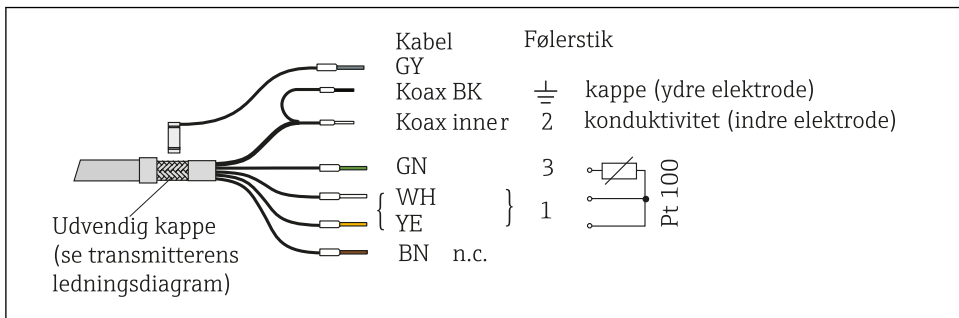 Kabel Følerstik
GY
Koax BK ⏚ kappe (ydre elektrode)
Koax inner 2 konduktivitet (indre elektrode)
GN 3
WH
YE 1
BN n.c.
Pt 100
Udvendig kappe
(se transmitterens
ledningsdiagram)